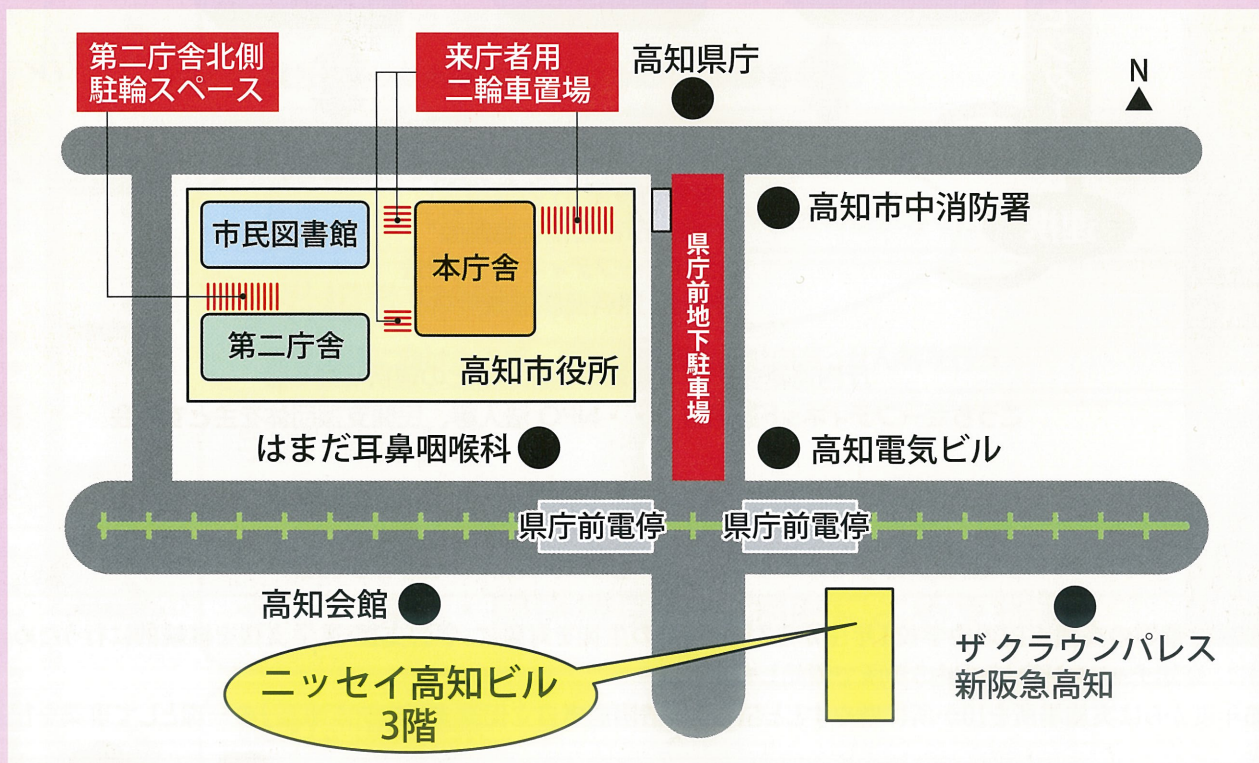 第二庁舎北側
駐輪スペース
来庁者用
二輪車置場
高知県庁
N
市民図書館
本庁舎
第二庁舎
高知市役所
県庁前地下駐車場
高知市中消防署
はまだ耳鼻咽喉科
高知電気ビル
県庁前電停
県庁前電停
高知会館
ニッセイ高知ビル
3階
ザ クラウンパレス
新阪急高知